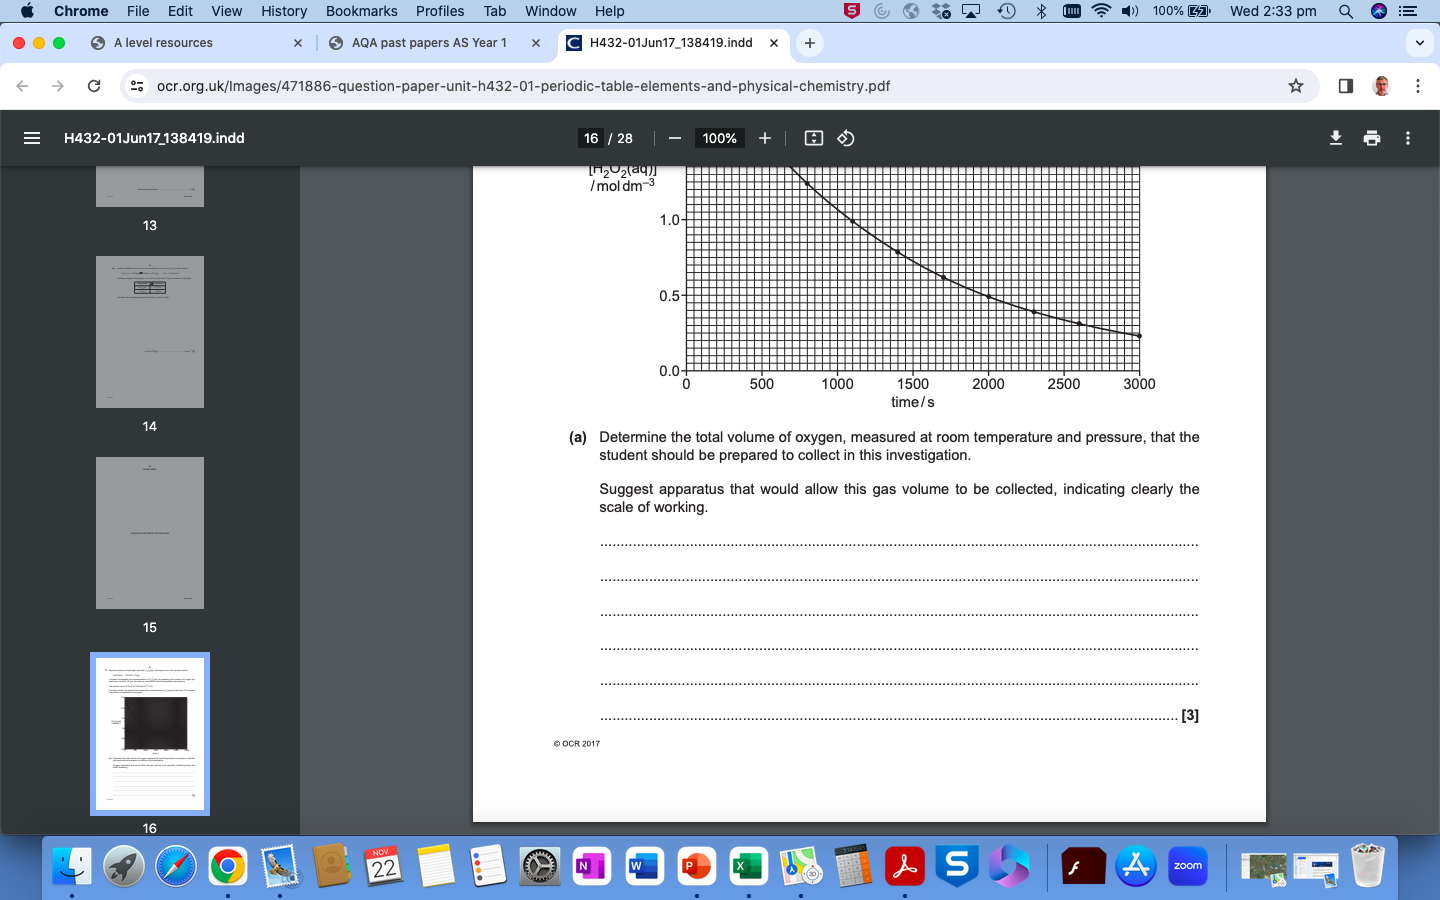 Chrome File Edit View History Bookmarks Profiles Tab Window Help 100% Wed 2:33 pm
A level resources
AQA past papers AS Year 1
H432-01Jun17_138419.indd
ocr.org.uk/Images/471886-question-paper-unit-h432-01-periodic-table-elements-and-physical-chemistry.pdf
H432-01Jun17_138419.indd
16 / 28
100%
13
14
15
16
[H2O2(aq)]
/mol dm–3
1.0
0.5
0.0
0 500 1000 1500 2000 2500 3000
time/s
(a) Determine the total volume of oxygen, measured at room temperature and pressure, that the
student should be prepared to collect in this investigation.
Suggest apparatus that would allow this gas volume to be collected, indicating clearly the
scale of working.
[3]
© OCR 2017
NOV
22
N
W
P
X
3D
S
zoom